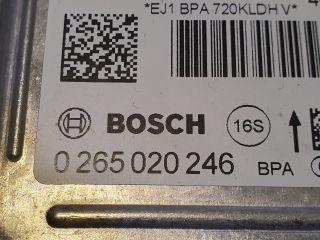 *EJ1 BPA 720KLDH V*
BOSCH 16S
0 265 020 246 BPA